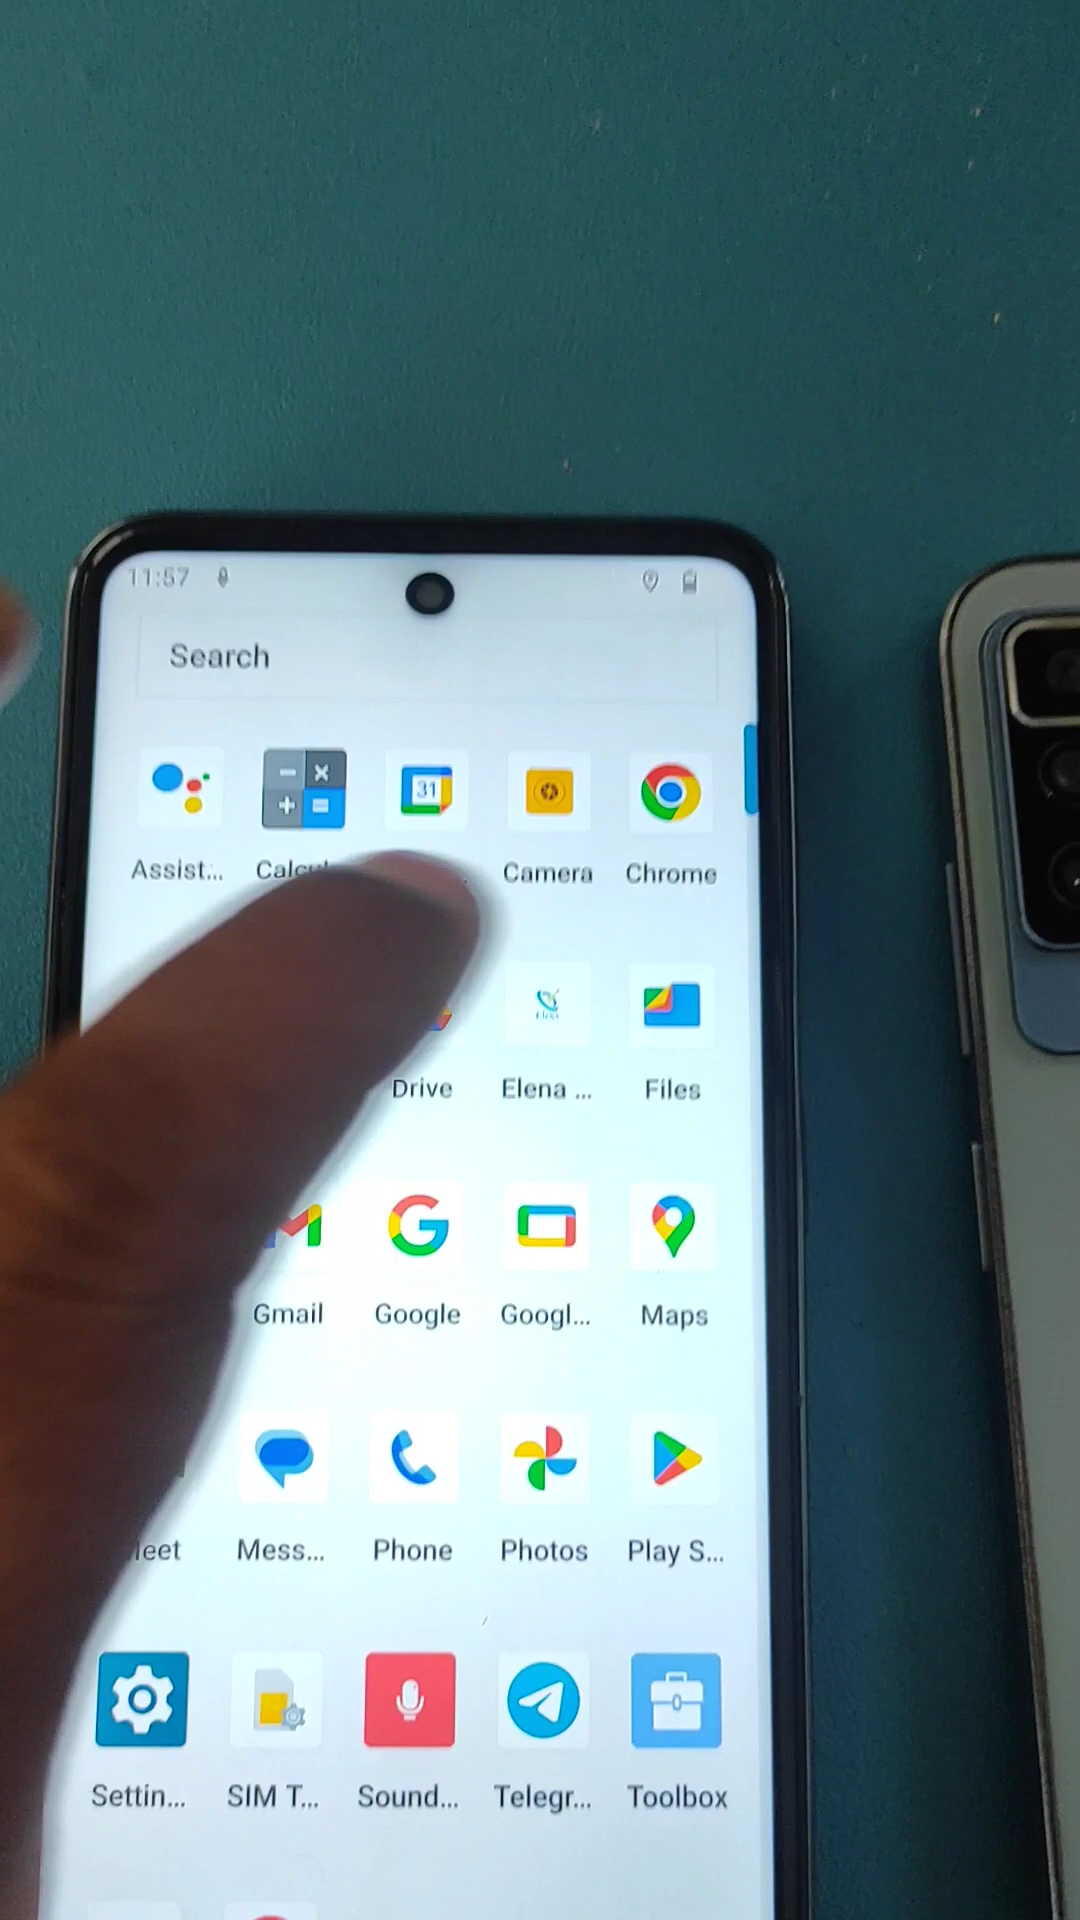 11:57
Search
31
Assist...
Camera
Chrome
Drive
Elena ...
Files
Gmail
Google
Googl...
Maps
Mess...
Phone
Photos
Play S...
Settin...
SIM T...
Sound...
Telegr...
Toolbox